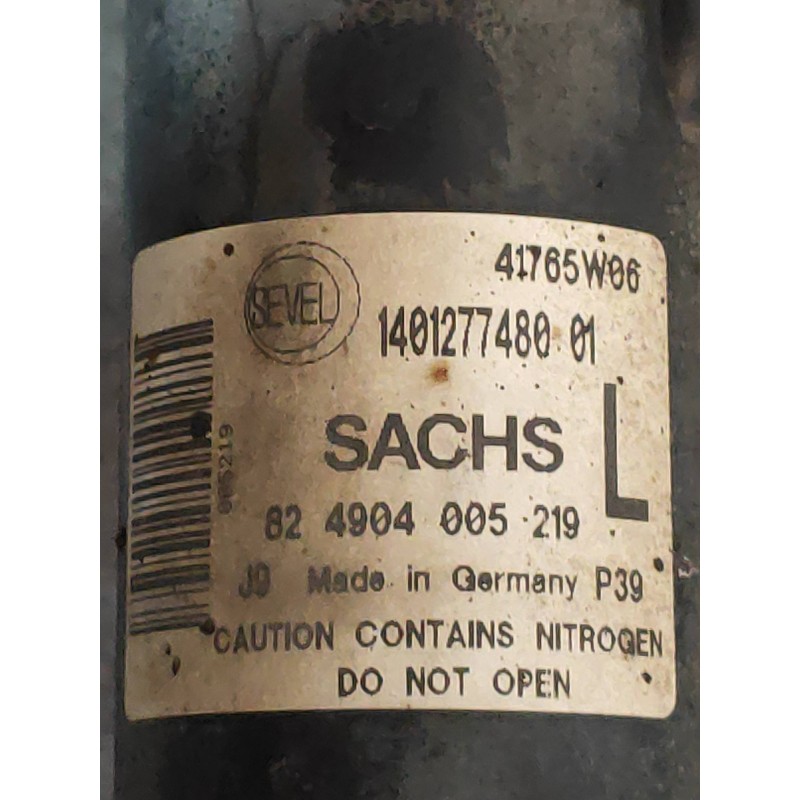 41765W06
SEVEL
1401277480 01
SACHS L
82 4904 005 219
J9 Made in Germany P39
CAUTION CONTAINS NITROGEN
DO NOT OPEN